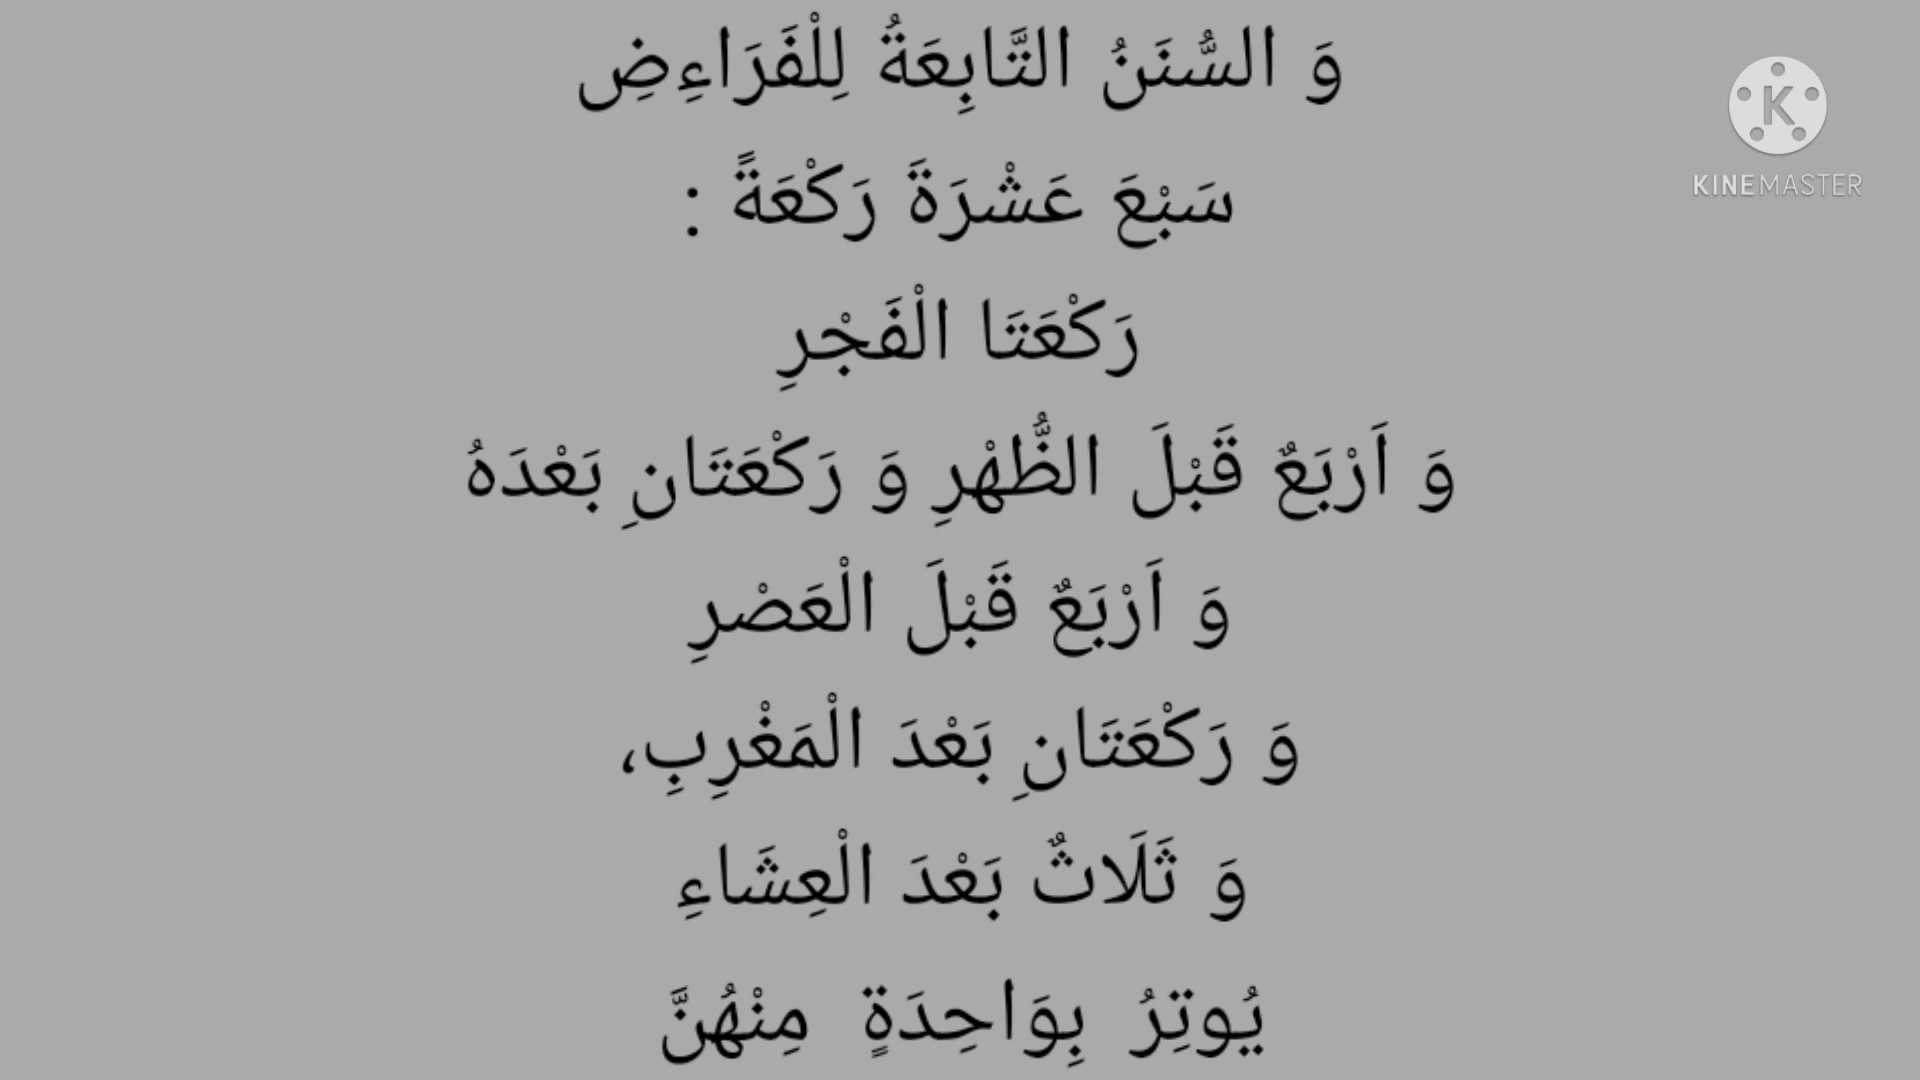 وَ السُّنَنُ التَّابِعَةُ لِلْفَرَاءِضِ
سَبْعَ عَشْرَةَ رَكْعَةً :
رَكْعَتَا الْفَجْرِ
وَ اَرْبَعٌ قَبْلَ الظُّهْرِ وَ رَكْعَتَانِ بَعْدَهُ
وَ اَرْبَعٌ قَبْلَ الْعَصْرِ
وَ رَكْعَتَانِ بَعْدَ الْمَغْرِبِ،
وَ ثَلَاثٌ بَعْدَ الْعِشَاءِ
يُوتِرُ بِوَاحِدَةٍ مِنْهُنَّ
K
KINEMASTER